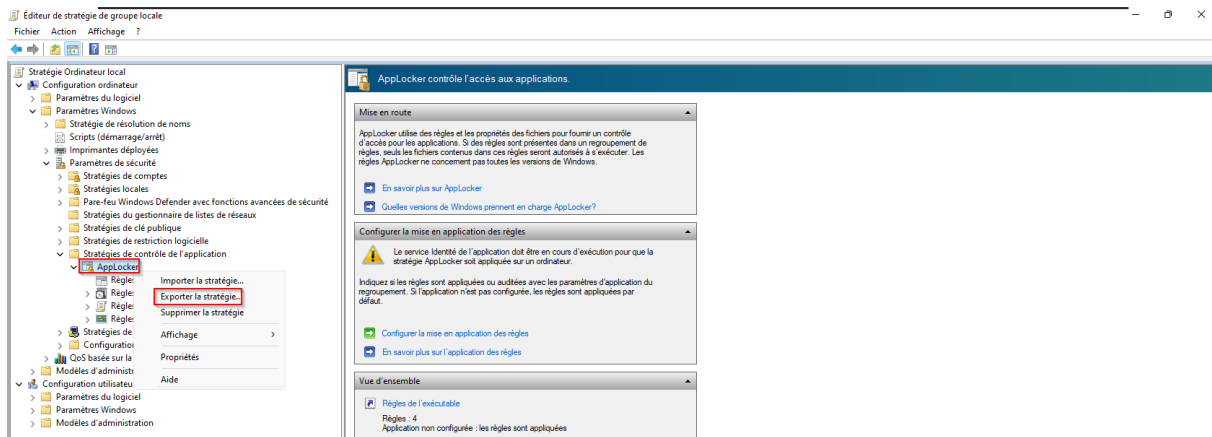 Éditeur de stratégie de groupe locale
Fichier Action Affichage ?
Stratégie Ordinateur local
Configuration ordinateur
Paramètres du logiciel
Paramètres Windows
Stratégie de résolution de noms
Scripts (démarrage/arrêt)
Imprimantes déployées
Paramètres de sécurité
Stratégies de comptes
Stratégies locales
Pare-feu Windows Defender avec fonctions avancées de sécurité
Stratégies du gestionnaire de listes de réseaux
Stratégies de clé publique
Stratégies de restriction logicielle
Stratégies de contrôle de l'application
AppLocker
Règles
Règles
Règles
Règles
Stratégies de
Configuration
QoS basée sur la
Modèles d'administr
Configuration utilisateu
Paramètres du logiciel
Paramètres Windows
Modèles d'administration
Importer la stratégie...
Exporter la stratégie...
Supprimer la stratégie
Affichage
Propriétés
Aide
AppLocker contrôle l'accès aux applications.
Mise en route
AppLocker utilise des règles et les propriétés des fichiers pour fournir un contrôle
d'accès pour les applications. Si des règles sont présentes dans un regroupement de
règles, seuls les fichiers contenus dans ces règles seront autorisés à s'exécuter. Les
règles AppLocker ne concernent pas toutes les versions de Windows.
En savoir plus sur AppLocker
Quelles versions de Windows prennent en charge AppLocker?
Configurer la mise en application des règles
Le service Identité de l'application doit être en cours d'exécution pour que la
stratégie AppLocker soit appliquée sur un ordinateur.
Indiquez si les règles sont appliquées ou auditées avec les paramètres d'application du
regroupement. Si l'application n'est pas configurée, les règles sont appliquées par
défaut.
Configurer la mise en application des règles
En savoir plus sur l'application des règles
Vue d'ensemble
Règles de l'exécutable
Règles : 4
Application non configurée : les règles sont appliquées